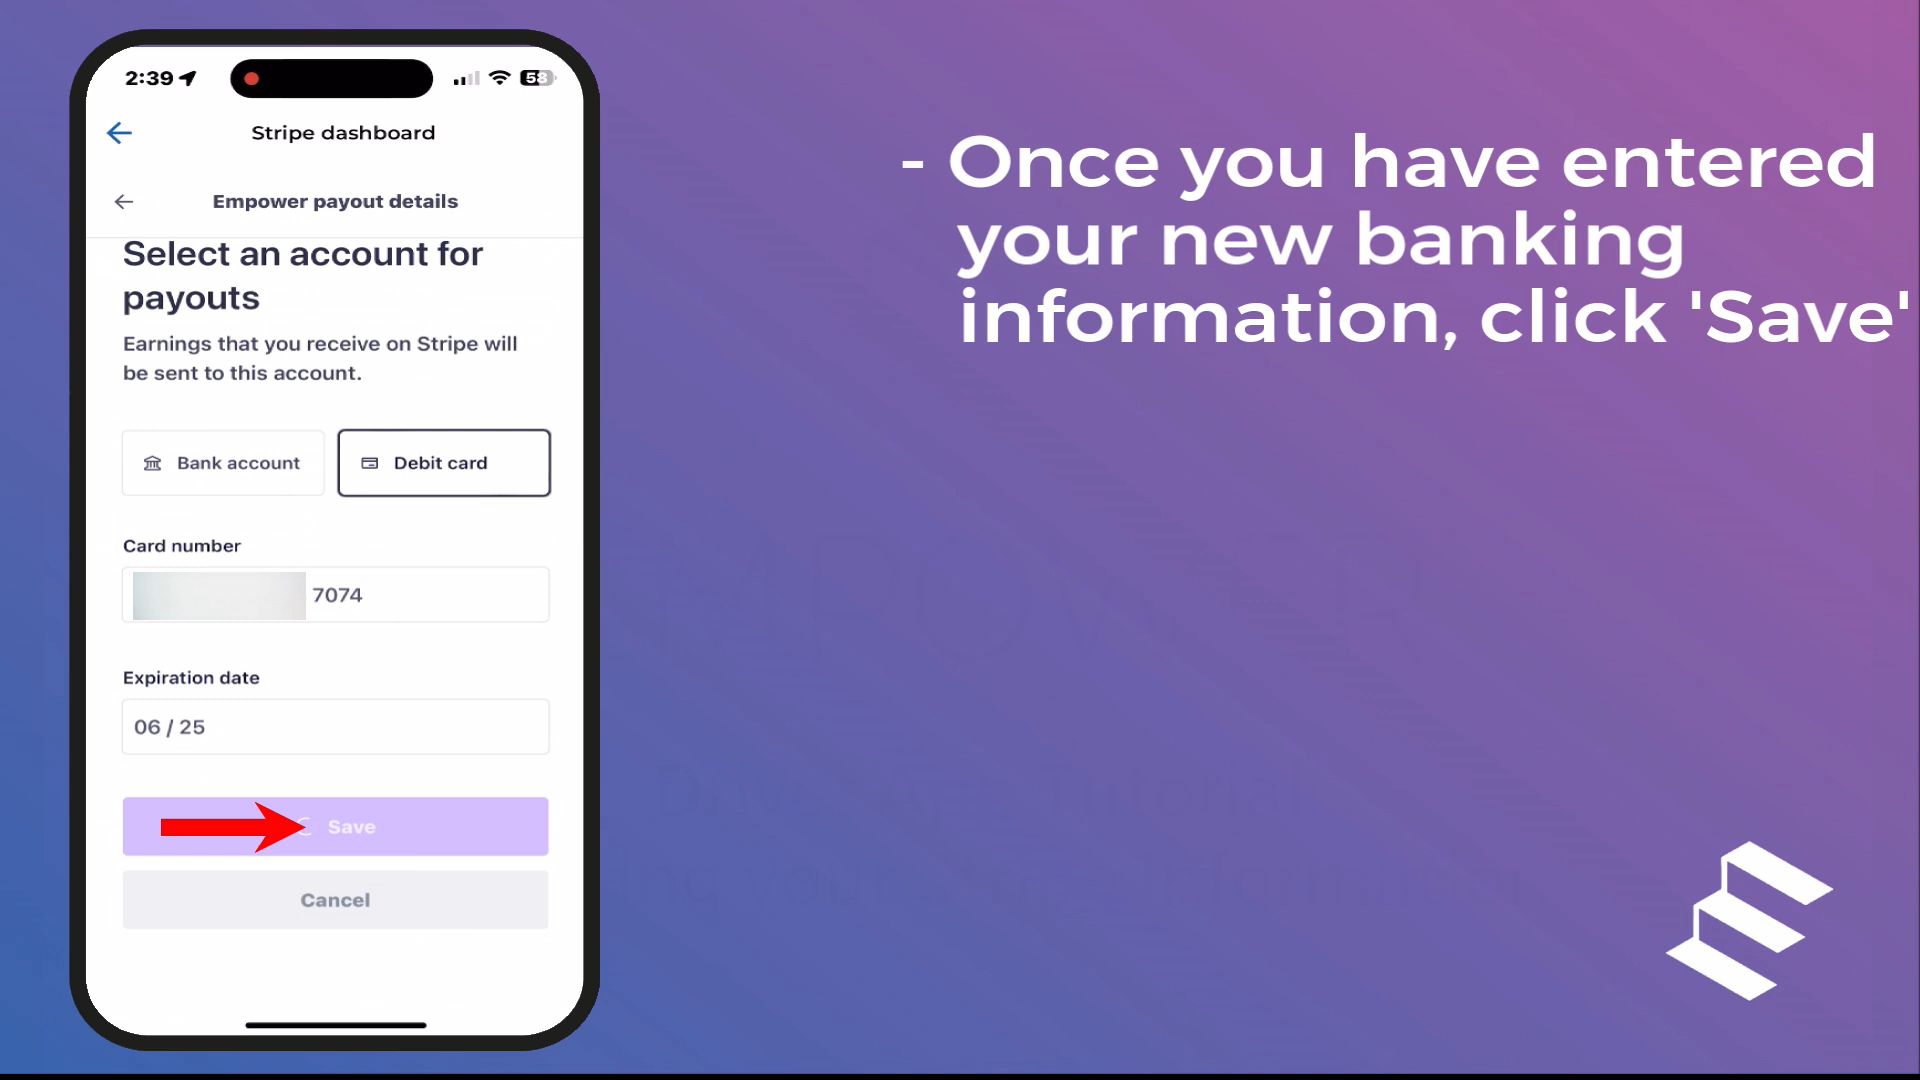 2:39
58
Stripe dashboard
Empower payout details
Select an account for
payouts
Earnings that you receive on Stripe will
be sent to this account.
Bank account
Debit card
Card number
7074
Expiration date
06 / 25
Save
Cancel
- Once you have entered
your new banking
information, click 'Save'